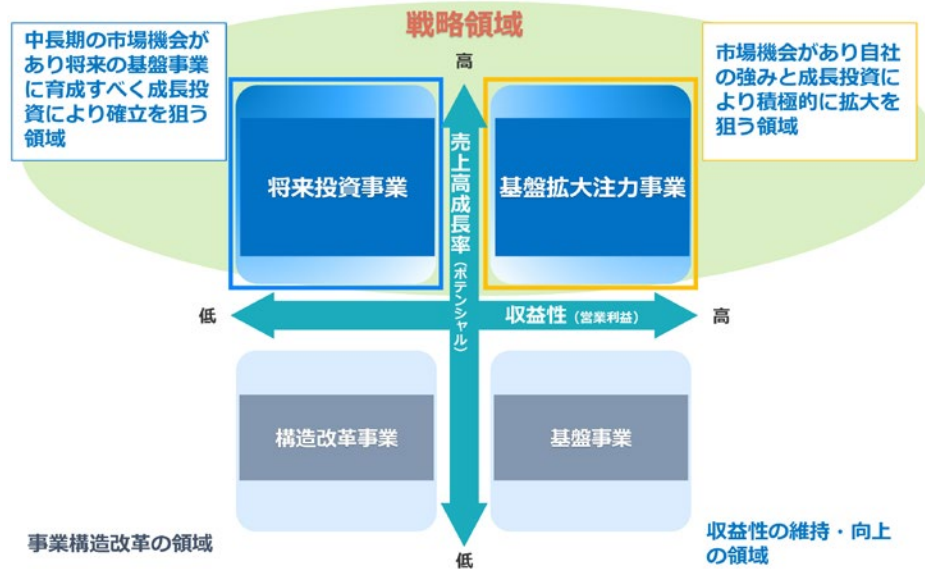 戦略領域
中長期の市場機会が
あり将来の基盤事業
に育成すべく成長投
資により確立を狙う
領域
高
市場機会があり自社
の強みと成長投資に
より積極的に拡大を
狙う領域
将来投資事業
売上高成長率(ポテンシャル)
基盤拡大注力事業
低
収益性(営業利益)
高
構造改革事業
基盤事業
事業構造改革の領域
低
収益性の維持・向上
の領域